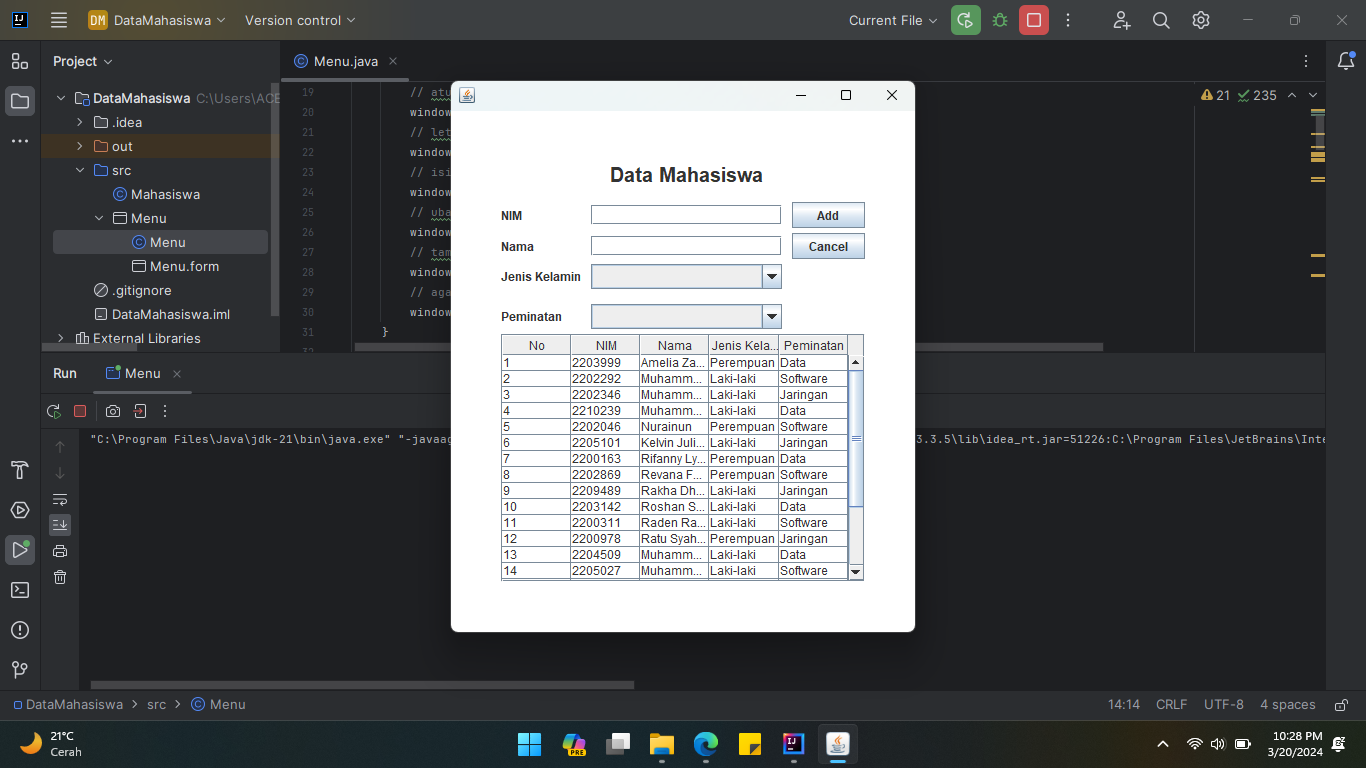 DM DataMahasiswa Version control Current File
Project
Menu.java
DataMahasiswa C:\Users\ACE
.idea
out
src
Mahasiswa
Menu
Menu
Menu.form
.gitignore
DataMahasiswa.iml
External Libraries
21 235
19 // atu
20 window
21 // let
22 window
23 // isi
24 window
25 // uba
26 window
27 // tam
28 window
29 // aga
30 window
31 }
Data Mahasiswa
NIM Add
Nama Cancel
Jenis Kelamin
Peminatan
No NIM Nama Jenis Kela... Peminatan
1 2203999 Amelia Za... Perempuan Data
2 2202292 Muhamm... Laki-laki Software
3 2202346 Muhamm... Laki-laki Jaringan
4 2210239 Muhamm... Laki-laki Data
5 2202046 Nurainun Perempuan Software
6 2205101 Kelvin Juli... Laki-laki Jaringan
7 2200163 Rifanny Ly... Perempuan Data
8 2202869 Revana F... Perempuan Software
9 2209489 Rakha Dh... Laki-laki Jaringan
10 2203142 Roshan S... Laki-laki Data
11 2200311 Raden Ra... Laki-laki Software
12 2200978 Ratu Syah... Perempuan Jaringan
13 2204509 Muhamm... Laki-laki Data
14 2205027 Muhamm... Laki-laki Software
Run Menu
"C:\Program Files\Java\jdk-21\bin\java.exe" "-javaag 3.3.5\lib\idea_rt.jar=51226:C:\Program Files\JetBrains\Inte
DataMahasiswa > src > Menu 14:14 CRLF UTF-8 4 spaces
21°C
Cerah
PRE
10:28 PM
3/20/2024